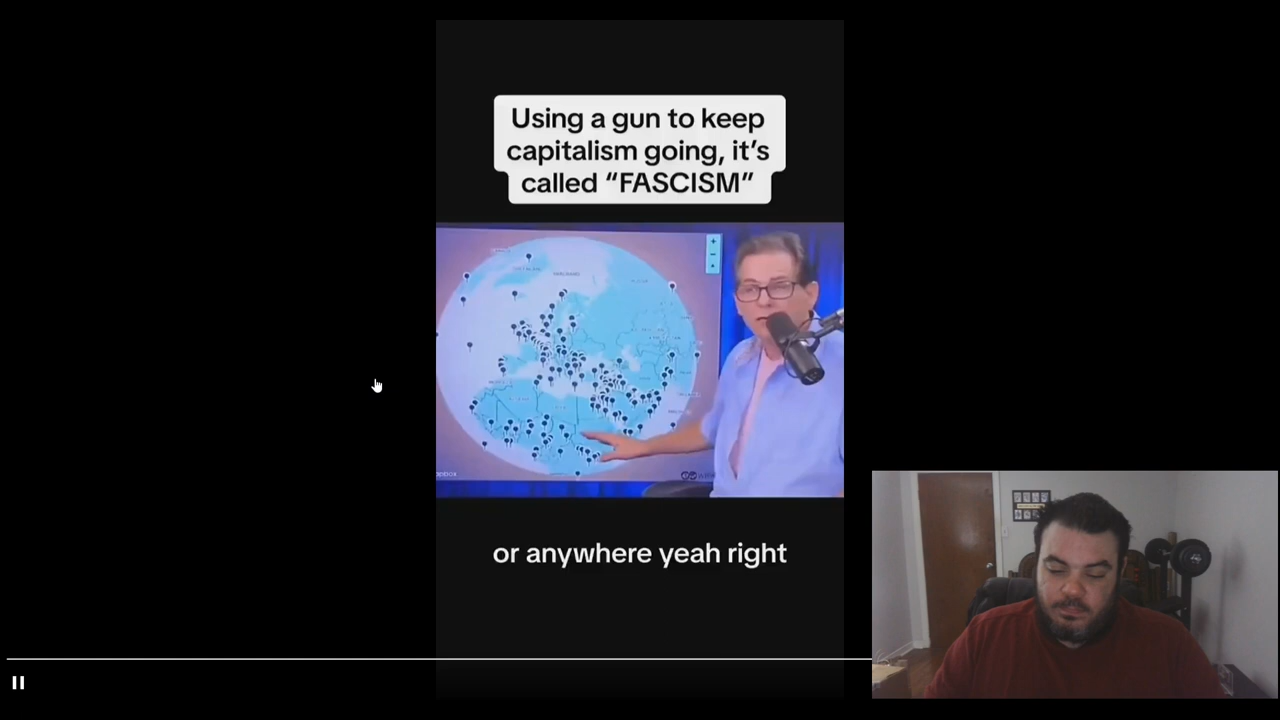 Using a gun to keep
capitalism going, it’s
called “FASCISM”
or anywhere yeah right